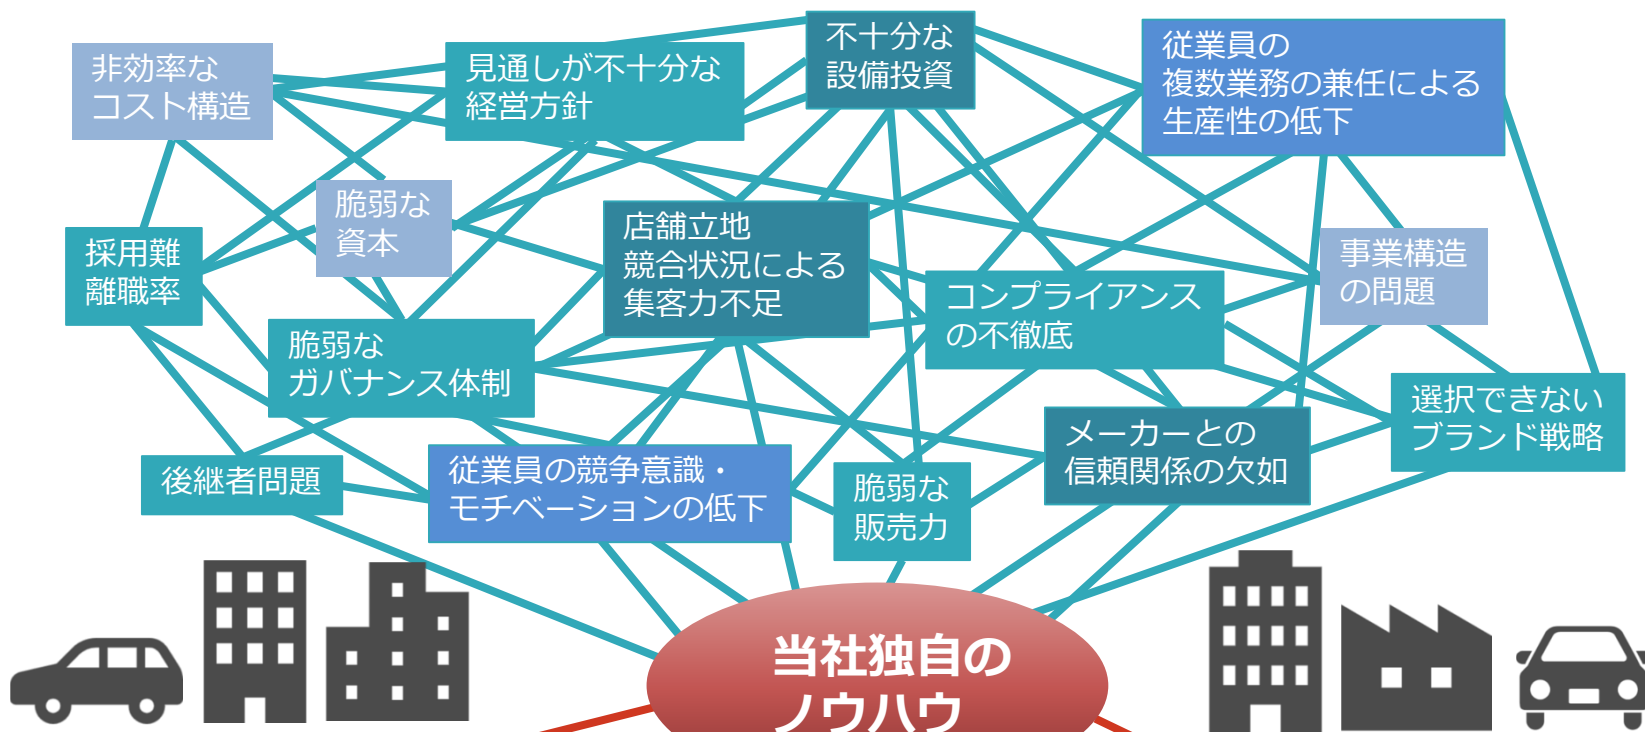 非効率な
コスト構造
見通しが不十分な
経営方針
不十分な
設備投資
従業員の
複数業務の兼任による
生産性の低下
脆弱な
資本
採用難
離職率
店舗立地
競合状況による
集客力不足
コンプライアンス
の不徹底
事業構造
の問題
脆弱な
ガバナンス体制
選択できない
ブランド戦略
後継者問題
従業員の競争意識・
モチベーションの低下
脆弱な
販売力
メーカーとの
信頼関係の欠如
当社独自の
ノウハウ